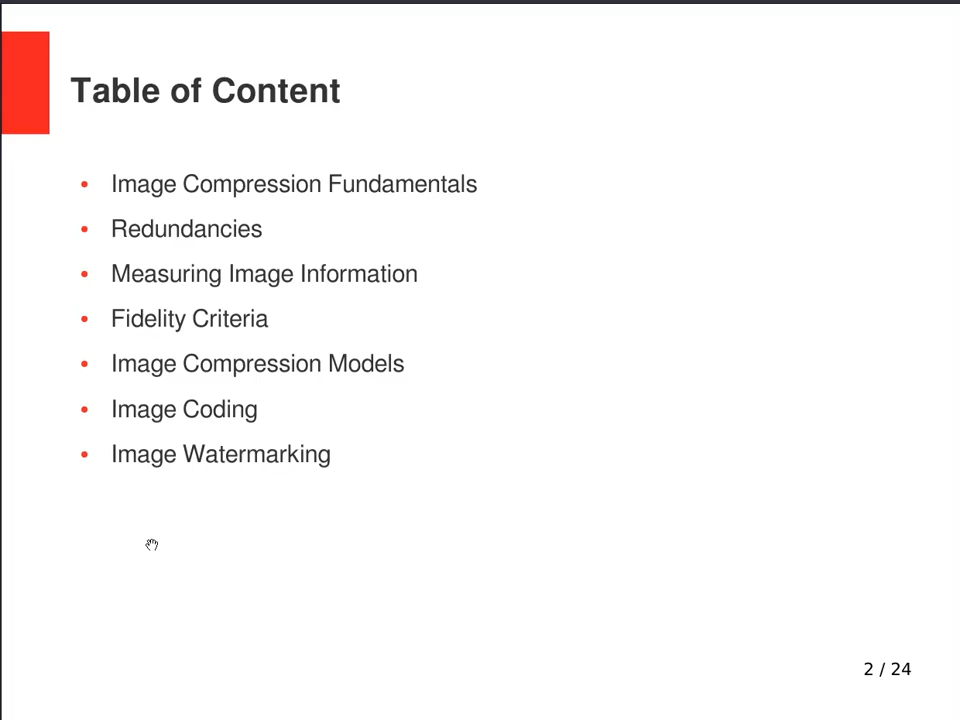 Table of Content
• Image Compression Fundamentals
• Redundancies
• Measuring Image Information
• Fidelity Criteria
• Image Compression Models
• Image Coding
• Image Watermarking
2 / 24